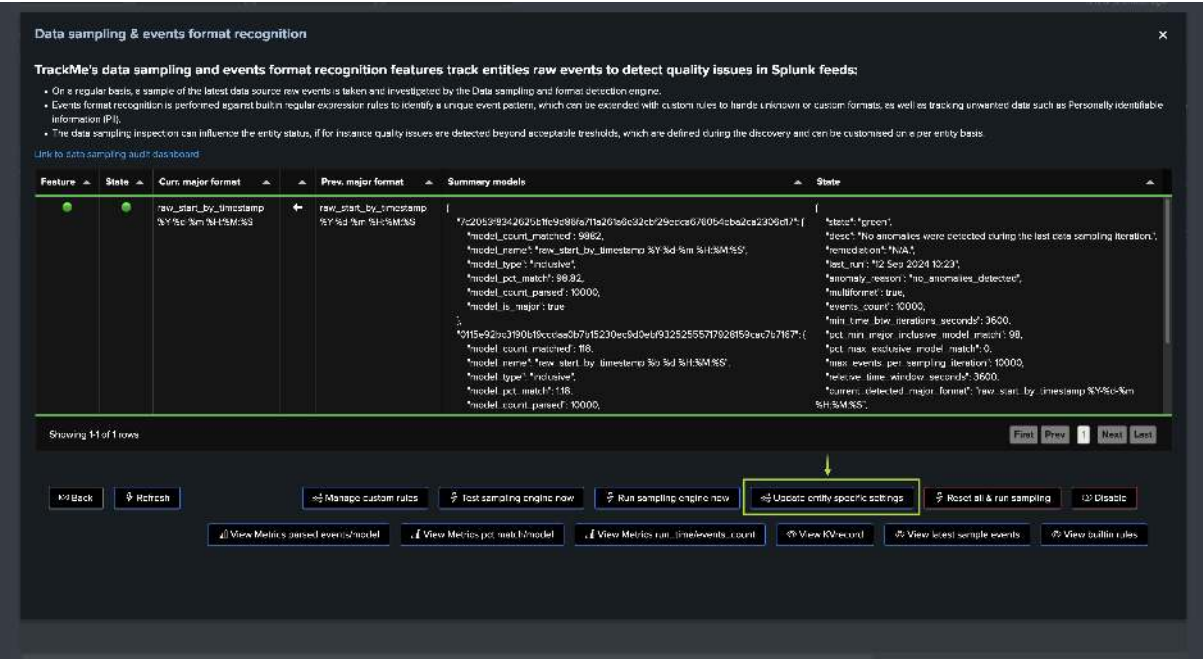 Data sampling & events format recognition
×
TrackMe's data sampling and events format recognition features track entities raw events to detect quality issues in Splunk feeds:
• On a regular basis, a sample of the latest data source raw events is taken and investigated by the Data sampling and format detection engine.
• Events format recognition is performed against builtin regular expression rules to identify a unique event pattern, which can be extended with custom rules to handle unknown or custom formats, as well as tracking unwanted data such as Personally identifiable
information (PII).
• The data sampling inspection can influence the entity status, if for instance quality issues are detected beyond acceptable tresholds, which are defined during the discovery and can be customised on a per entity basis.
Link to data sampling audit dashboard
Feature State Curr. major format Prev. major format Summary models State
raw_start_by_timestamp
%Y-%d-%m %H:%M:%S
raw_start_by_timestamp
%Y-%d-%m %H:%M:%S
{
"model_count_matched": 9882,
"model_name": "raw_start_by_timestamp %Y-%d-%m %H:%M:%S",
"model_type": "inclusive",
"model_pct_match": 98.82,
"model_count_parsed": 10000,
"model_is_major": true
},
"model_count_matched": 118,
"model_name": "raw_start_by_timestamp %b %d %H:%M:%S",
"model_type": "inclusive",
"model_pct_match": 1.18,
"model_count_parsed": 10000,
{
"state": "green",
"desc": "No anomalies were detected during the last data sampling iteration.",
"remediation": "N/A.",
"last_run": "12 Sep 2024 10:23",
"anomaly_reason": "no_anomalies_detected",
"multiformat": true,
"events_count": 10000,
"min_time_btw_iterations_seconds": 3600,
"pct_min_major_inclusive_model_match": 98,
"pct_max_exclusive_model_match": 0,
"max_events_per_sampling_iteration": 10000,
"relative_time_window_seconds": 3600,
"current_detected_major_format": "raw_start_by_timestamp %Y-%d-%m
%H:%M:%S",
Showing 1-1 of 1 rows
First Prev 1 Next Last
Back Refresh Manage custom rules Test sampling engine now Run sampling engine now Update entity specific settings Reset all & run sampling Disable
View Metrics parsed events/model View Metrics pct match/model View Metrics run_time/events_count View KVrecord View latest sample events View builtin rules